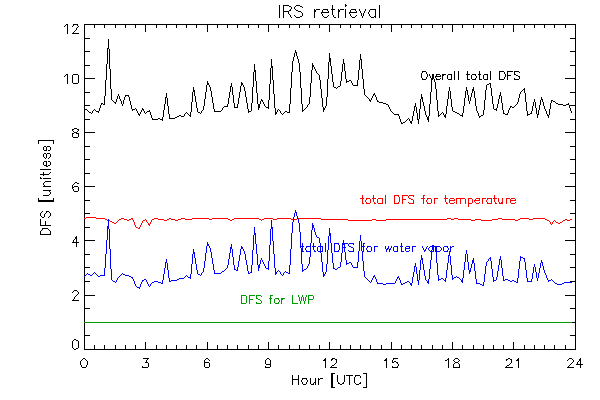 IRS retrieval
12
10
8
6
4
2
0
DFS [unitless]
Overall total DFS
total DFS for temperature
total DFS for water vapor
DFS for LWP
0 3 6 9 12 15 18 21 24
Hour [UTC]